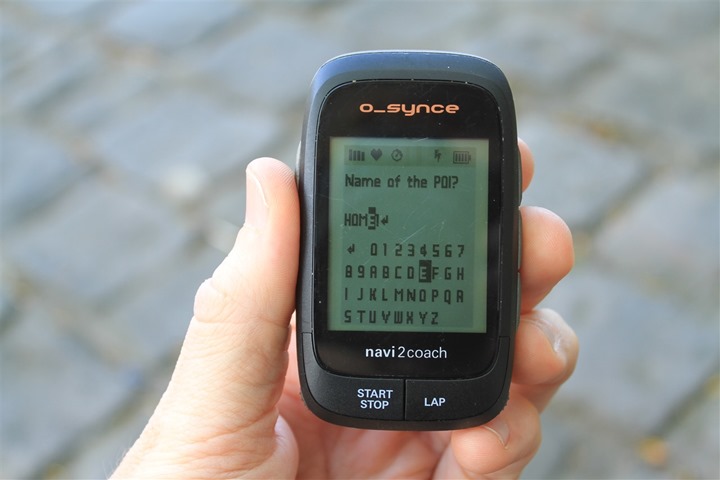 o_synce
Name of the POI?
HOME↵
↵ 0 1 2 3 4 5 6 7
8 9 A B C D E F G H
I J K L M N O P Q R
S T U V W X Y Z
navi2coach
START STOP
LAP